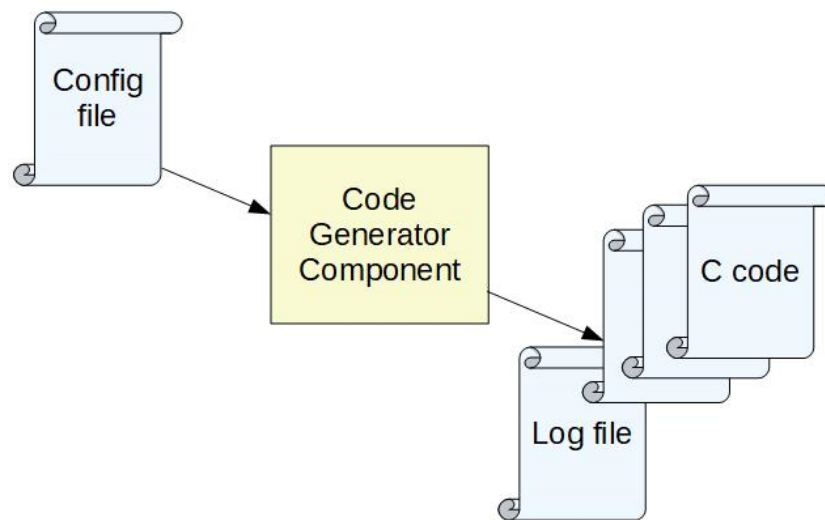 Config
file
Code
Generator
Component
C code
Log file